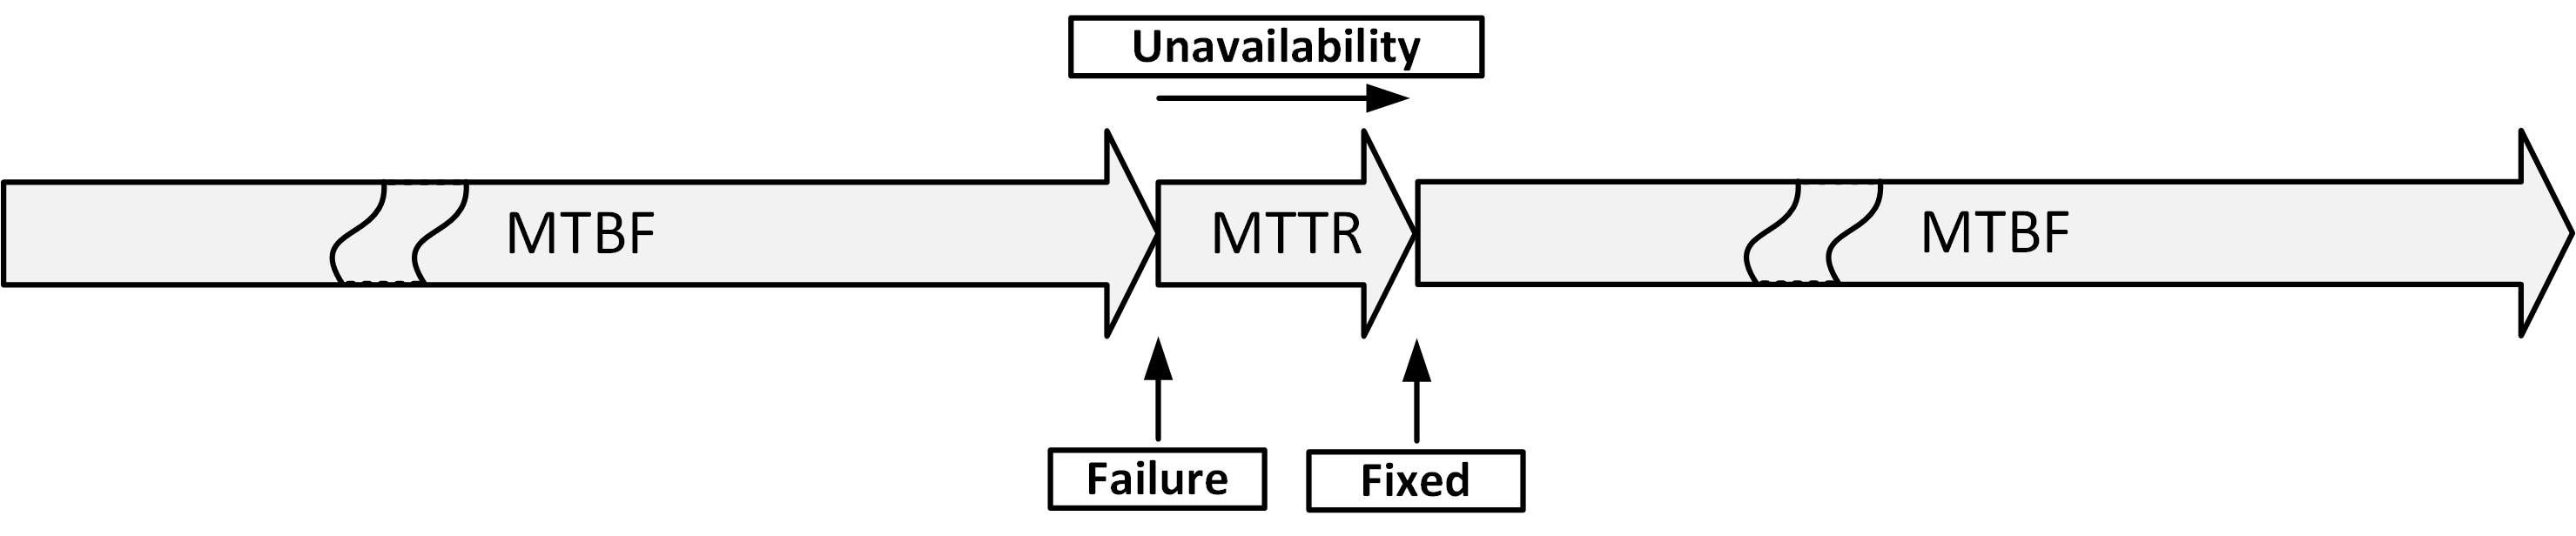 Unavailability
MTBF
MTTR
MTBF
Failure
Fixed